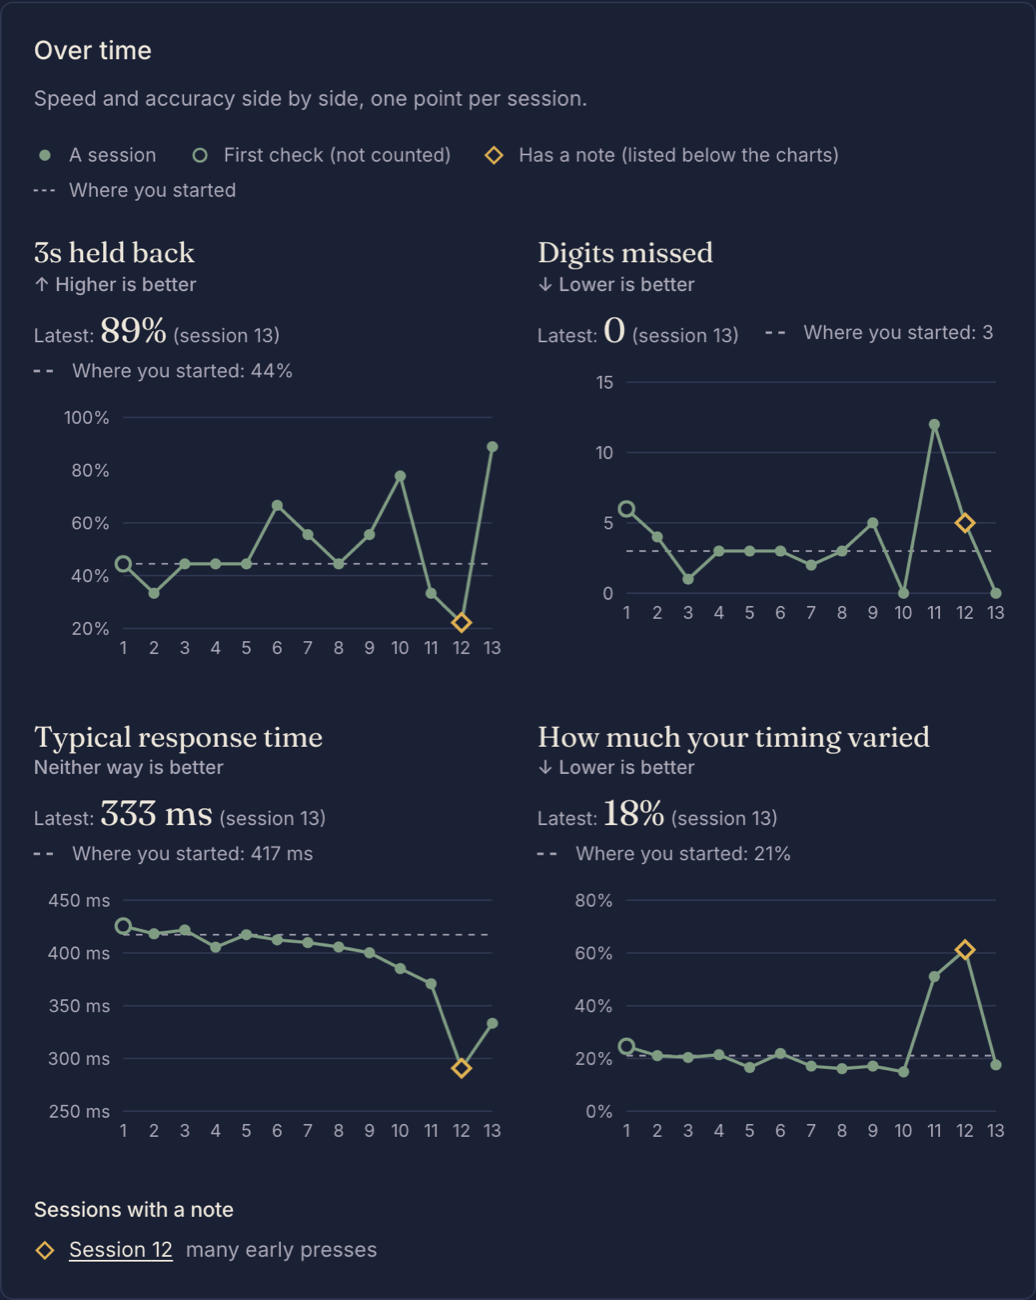 Over time
Speed and accuracy side by side, one point per session.
A session
First check (not counted)
Has a note (listed below the charts)
Where you started
3s held back
↑ Higher is better
Latest: 89% (session 13)
Where you started: 44%
100%
80%
60%
40%
20%
1 2 3 4 5 6 7 8 9 10 11 12 13
Digits missed
↓ Lower is better
Latest: 0 (session 13) Where you started: 3
15
10
5
0
1 2 3 4 5 6 7 8 9 10 11 12 13
Typical response time
Neither way is better
Latest: 333 ms (session 13)
Where you started: 417 ms
450 ms
400 ms
350 ms
300 ms
250 ms
1 2 3 4 5 6 7 8 9 10 11 12 13
How much your timing varied
↓ Lower is better
Latest: 18% (session 13)
Where you started: 21%
80%
60%
40%
20%
0%
1 2 3 4 5 6 7 8 9 10 11 12 13
Sessions with a note
Session 12 many early presses